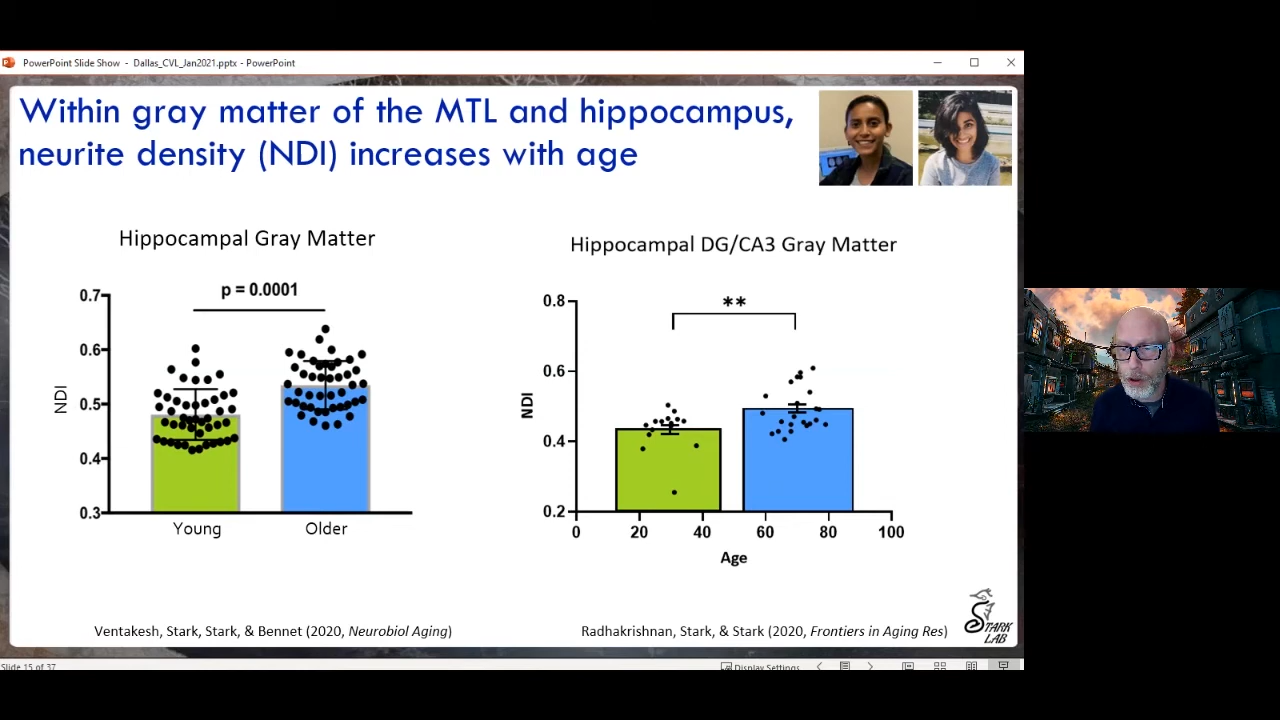 PowerPoint Slide Show - Dallas_CVL_Jan2021.pptx - PowerPoint
Within gray matter of the MTL and hippocampus,
neurite density (NDI) increases with age
Hippocampal Gray Matter
p = 0.0001
0.7
0.6
0.5
0.4
0.3
NDI
Young
Older
Hippocampal DG/CA3 Gray Matter
**
0.8
0.6
0.4
0.2
NDI
0
20
40
60
80
100
Age
Ventakesh, Stark, Stark, & Bennet (2020, Neurobiol Aging)
Radhakrishnan, Stark, & Stark (2020, Frontiers in Aging Res)
STARK
LAB
Slide 15 of 37
Display Settings